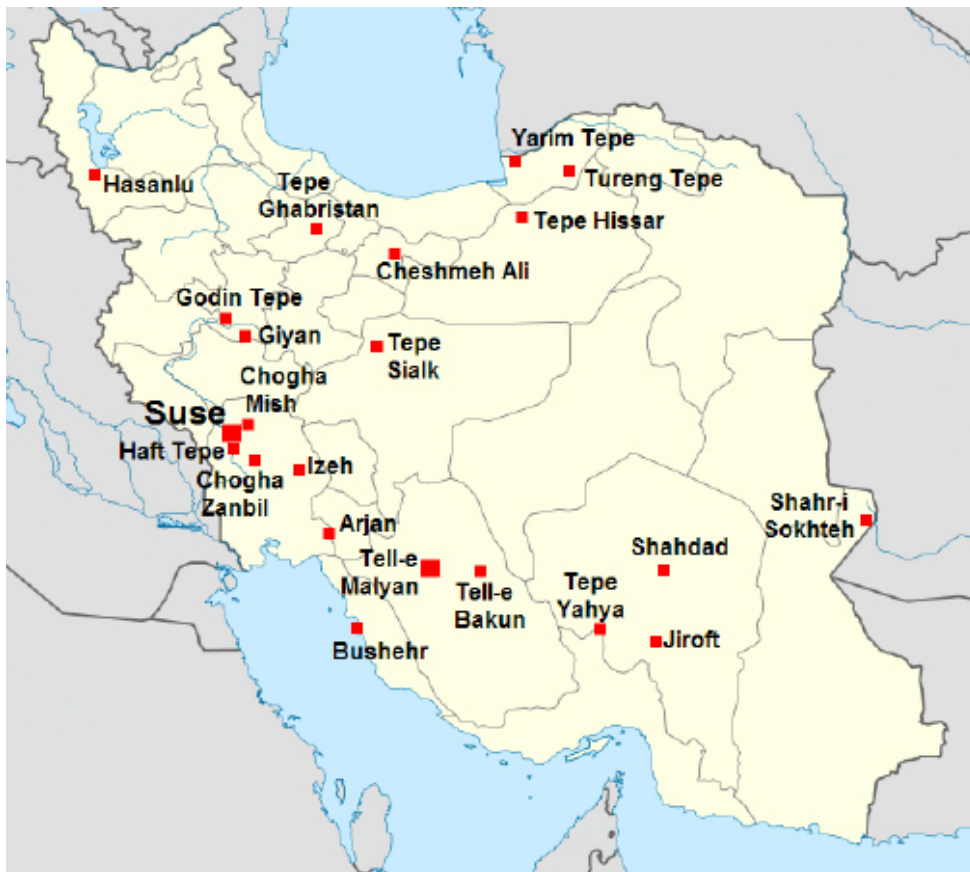 Yarim Tepe
Tureng Tepe
Hasanlu
Tepe
Ghabristan
Tepe Hissar
Cheshmeh Ali
Godin Tepe
Giyan
Tepe
Sialk
Chogha
Mish
Suse
Haft Tepe
Chogha
Zanbil
Izeh
Arjan
Shahr-i
Sokhteh
Tell-e
Malyan
Tell-e
Bakun
Shahdad
Tepe
Yahya
Jiroft
Bushehr